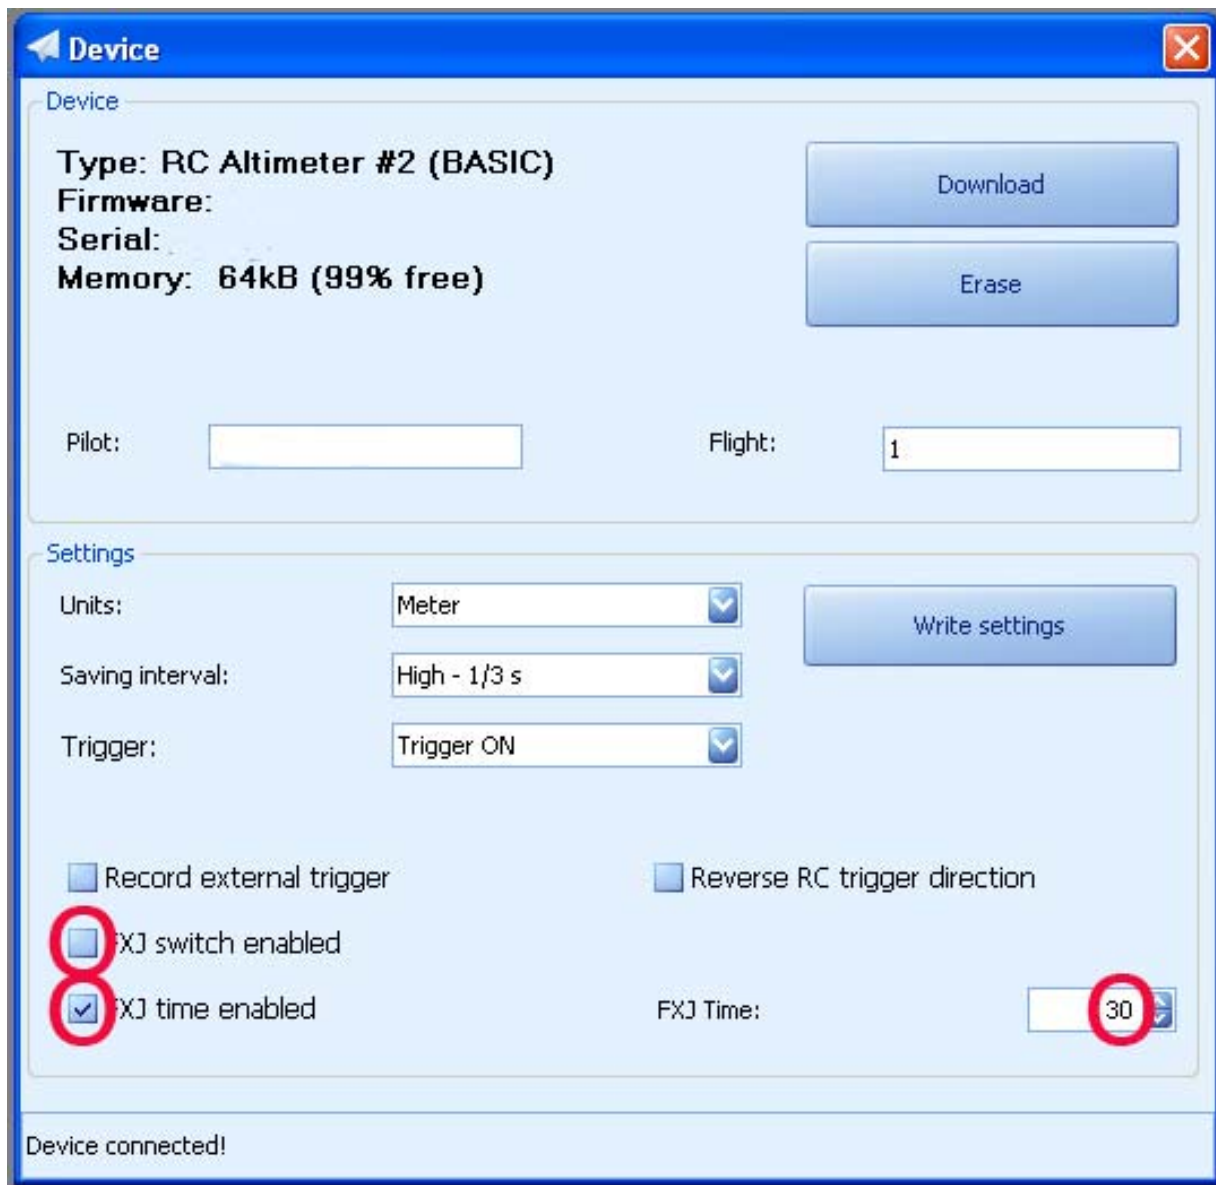 Device
Device
Type: RC Altimeter #2 (BASIC)
Firmware:
Serial:
Memory: 64kB (99% free)
Download
Erase
Pilot:
Flight:
1
Settings
Units:
Meter
Write settings
Saving interval:
High - 1/3 s
Trigger:
Trigger ON
Record external trigger
Reverse RC trigger direction
FXJ switch enabled
FXJ time enabled
FXJ Time:
30
Device connected!